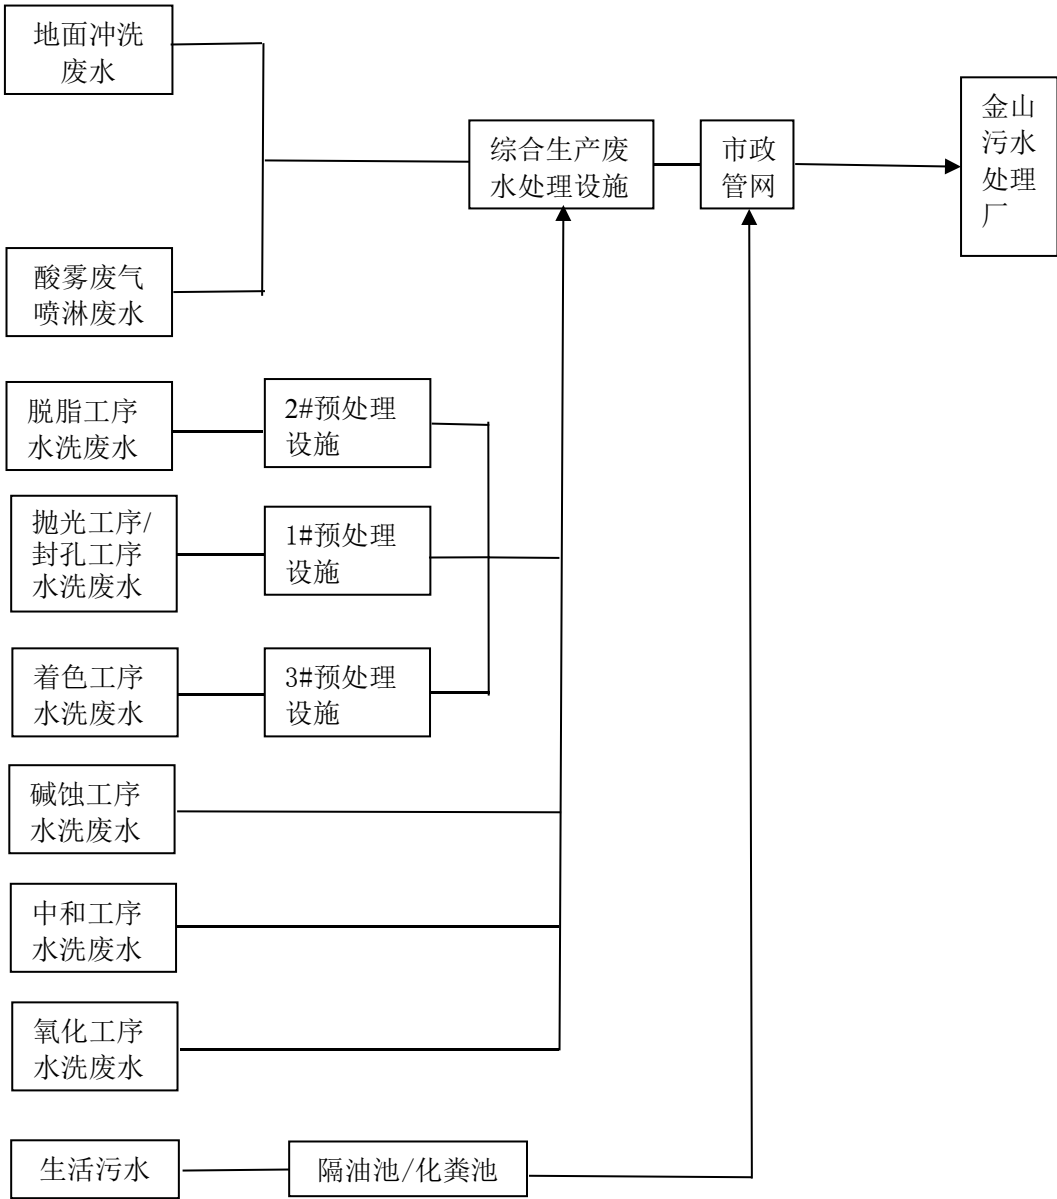 地面冲洗
废水
综合生产废
水处理设施
市政
管网
金山
污水
处理
厂
酸雾废气
喷淋废水
脱脂工序
水洗废水
2#预处理
设施
抛光工序/
封孔工序
水洗废水
1#预处理
设施
着色工序
水洗废水
3#预处理
设施
碱蚀工序
水洗废水
中和工序
水洗废水
氧化工序
水洗废水
生活污水
隔油池/化粪池